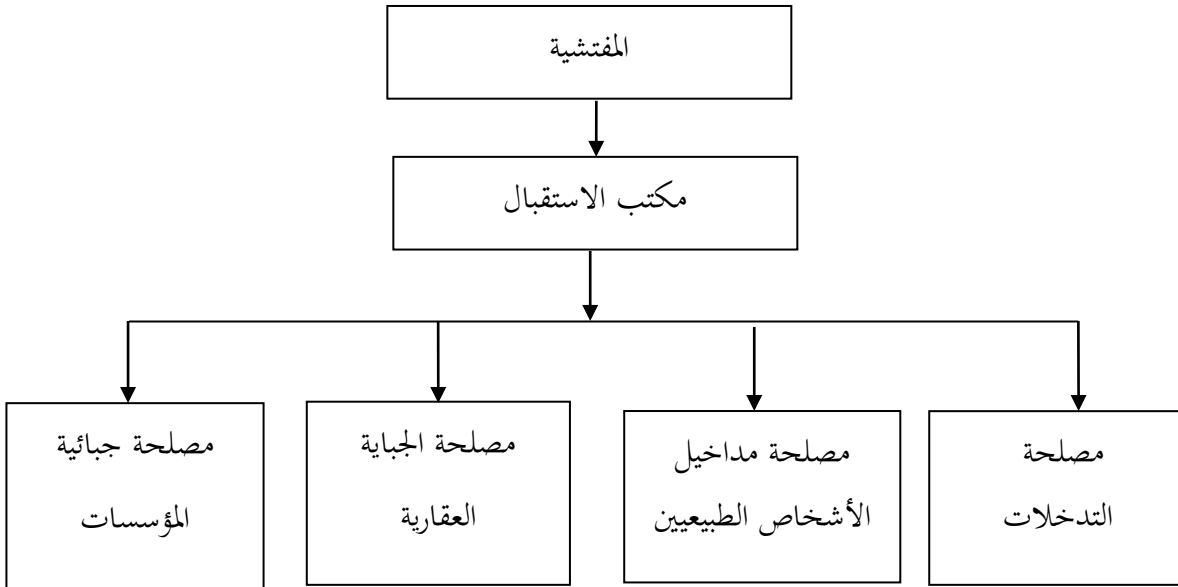 المفتشية
مكتب الاستقبال
مصلحة
التدخلات
مصلحة مداخيل
الأشخاص الطبيعيين
مصلحة الجباية
العقارية
مصلحة جبائية
المؤسسات